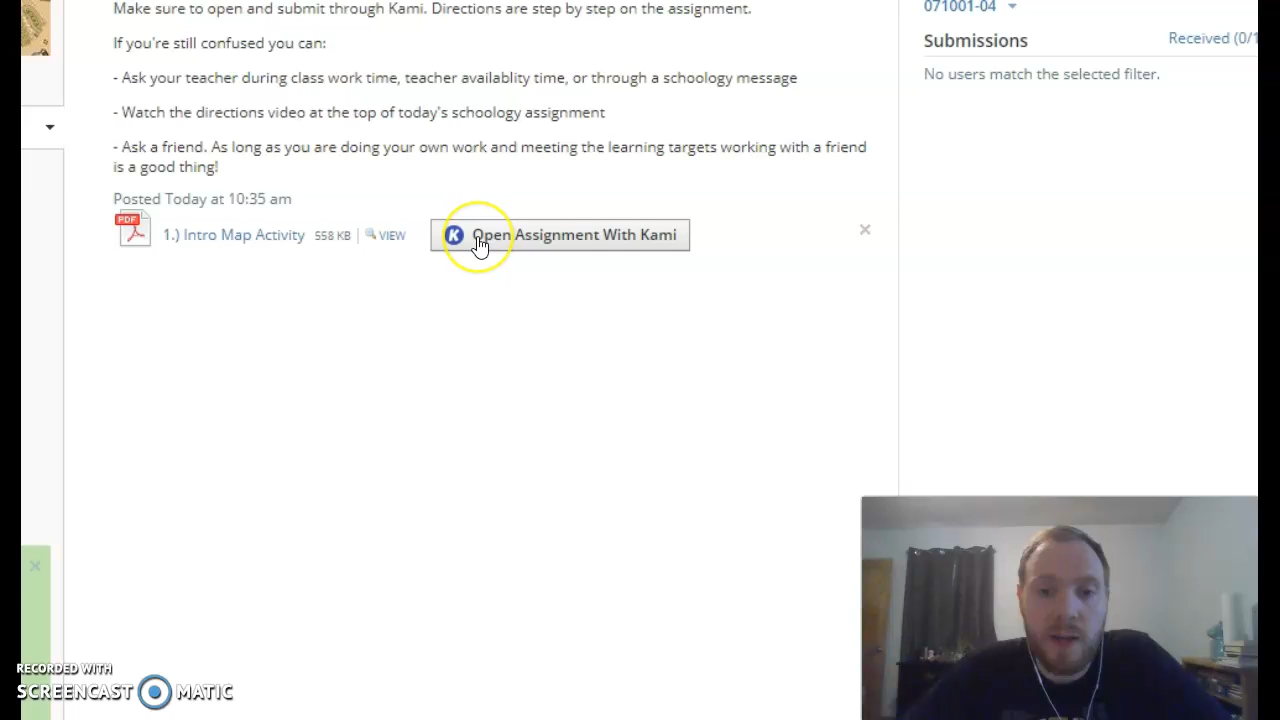 Make sure to open and submit through Kami. Directions are step by step on the assignment.
071001-04
If you're still confused you can:
Submissions
Received (0/1
- Ask your teacher during class work time, teacher availablity time, or through a schoology message
No users match the selected filter.
- Watch the directions video at the top of today's schoology assignment
- Ask a friend. As long as you are doing your own work and meeting the learning targets working with a friend
is a good thing!
Posted Today at 10:35 am
PDF
1.) Intro Map Activity 558 KB VIEW
K Open Assignment With Kami
RECORDED WITH
SCREENCAST MATIC